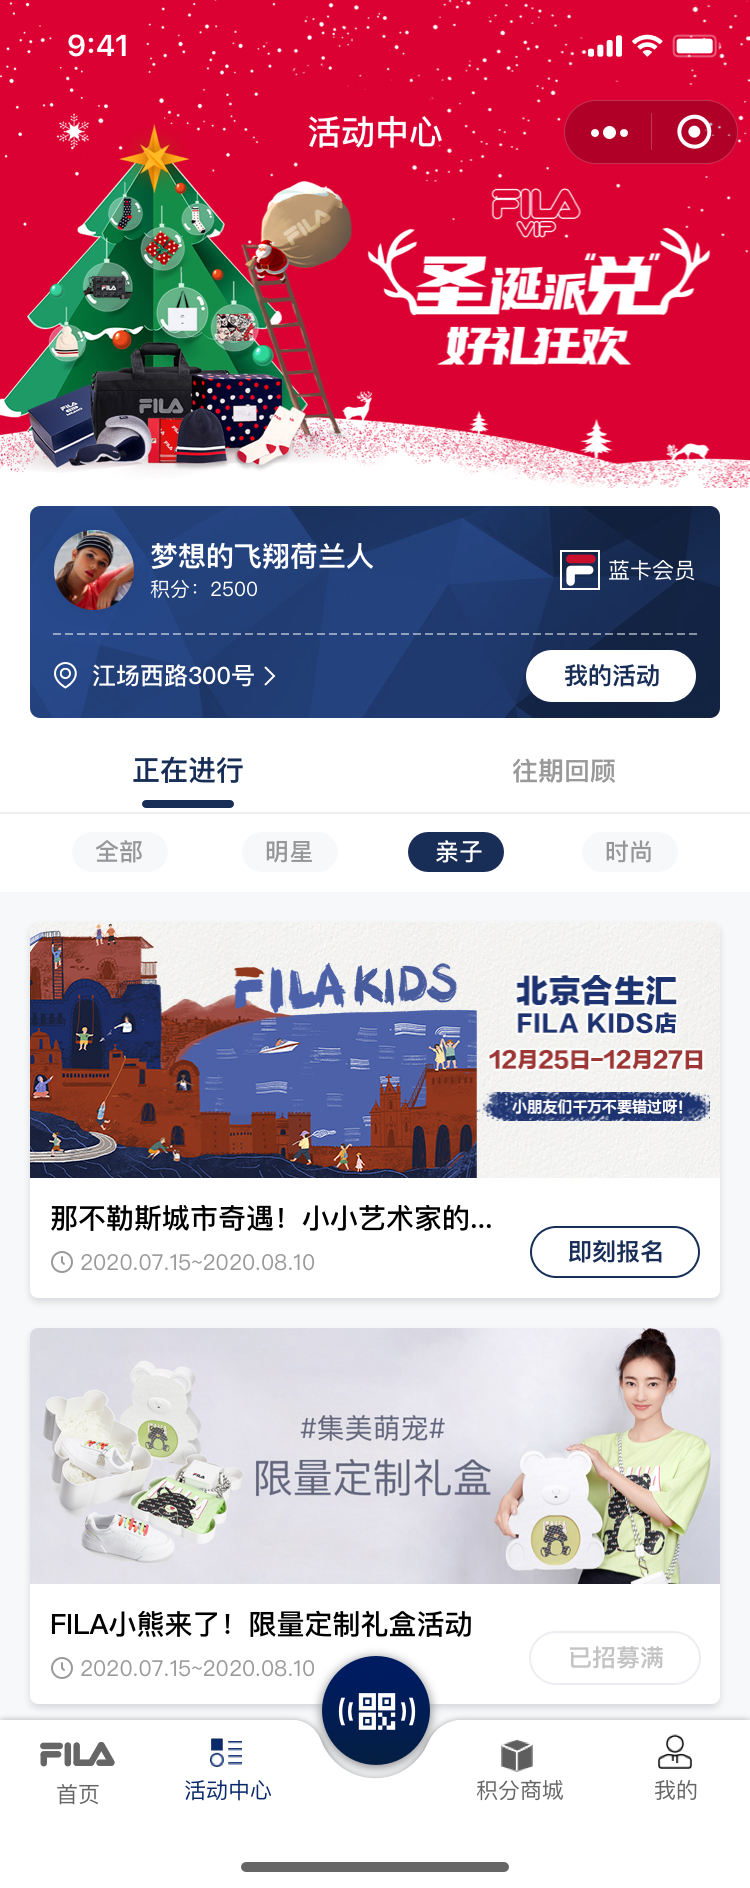 9:41
活动中心
FILA
VIP
FILA
圣诞派"兑"
好礼狂欢
FILA
FILA
FILA
梦想的飞翔荷兰人
积分：2500
蓝卡会员
江场西路300号
我的活动
正在进行
往期回顾
全部
明星
亲子
时尚
FILA KIDS
北京合生汇
FILA KIDS店
12月25日-12月27日
小朋友们千万不要错过呀！
那不勒斯城市奇遇！小小艺术家的...
2020.07.15~2020.08.10
即刻报名
#集美萌宠#
限量定制礼盒
FILA
FILA小熊来了！限量定制礼盒活动
2020.07.15~2020.08.10
已招募满
FILA
首页
活动中心
积分商城
我的